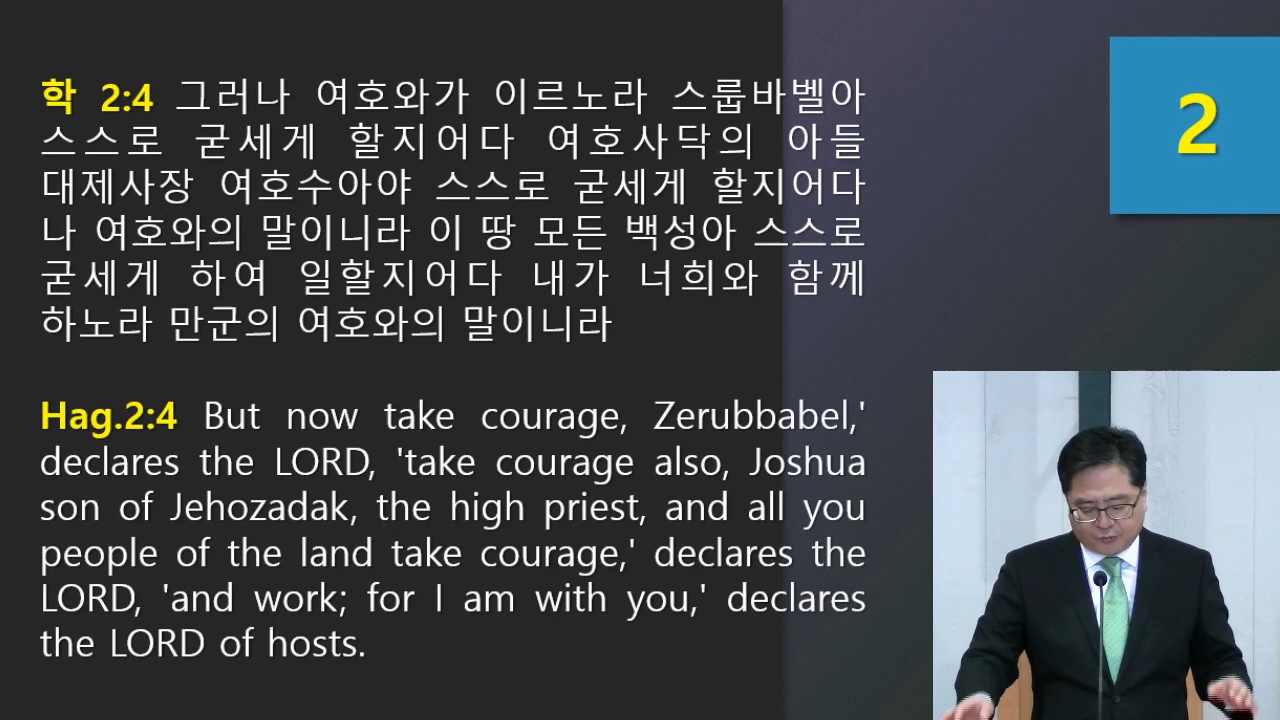 학 2:4 그러나 여호와가 이르노라 스룹바벨아
스스로 굳세게 할지어다 여호사닥의 아들
대제사장 여호수아야 스스로 굳세게 할지어다
나 여호와의 말이니라 이 땅 모든 백성아 스스로
굳세게 하여 일할지어다 내가 너희와 함께
하노라 만군의 여호와의 말이니라
Hag.2:4 But now take courage, Zerubbabel,'
declares the LORD, 'take courage also, Joshua
son of Jehozadak, the high priest, and all you
people of the land take courage,' declares the
LORD, 'and work; for I am with you,' declares
the LORD of hosts.
2